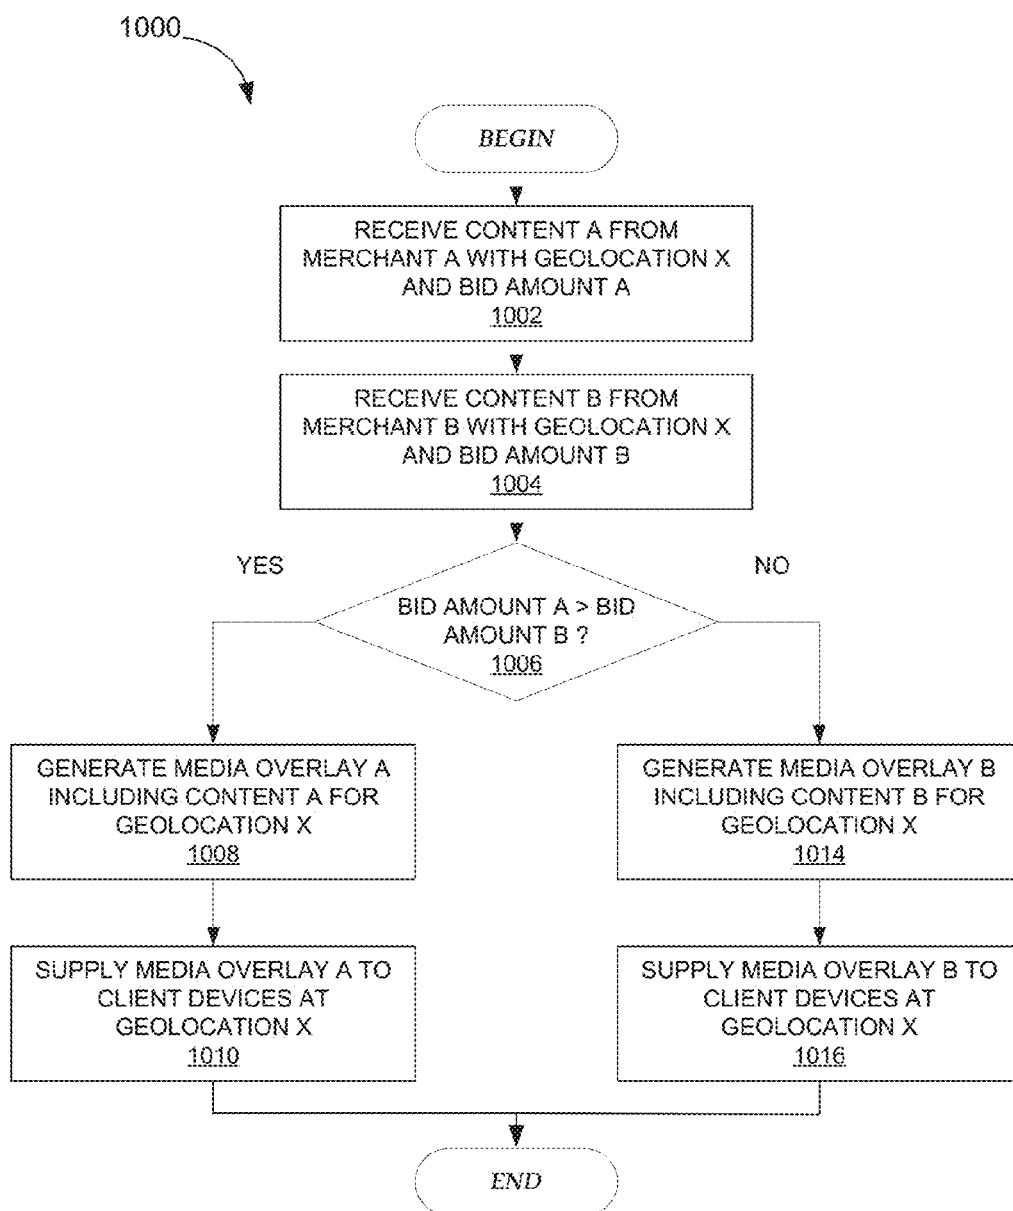 1000
BEGIN
RECEIVE CONTENT A FROM
MERCHANT A WITH GEOLOCATION X
AND BID AMOUNT A
1002
RECEIVE CONTENT B FROM
MERCHANT B WITH GEOLOCATION X
AND BID AMOUNT B
1004
YES
NO
BID AMOUNT A > BID
AMOUNT B ?
1006
GENERATE MEDIA OVERLAY A
INCLUDING CONTENT A FOR
GEOLOCATION X
1008
GENERATE MEDIA OVERLAY B
INCLUDING CONTENT B FOR
GEOLOCATION X
1014
SUPPLY MEDIA OVERLAY A TO
CLIENT DEVICES AT
GEOLOCATION X
1010
SUPPLY MEDIA OVERLAY B TO
CLIENT DEVICES AT
GEOLOCATION X
1016
END